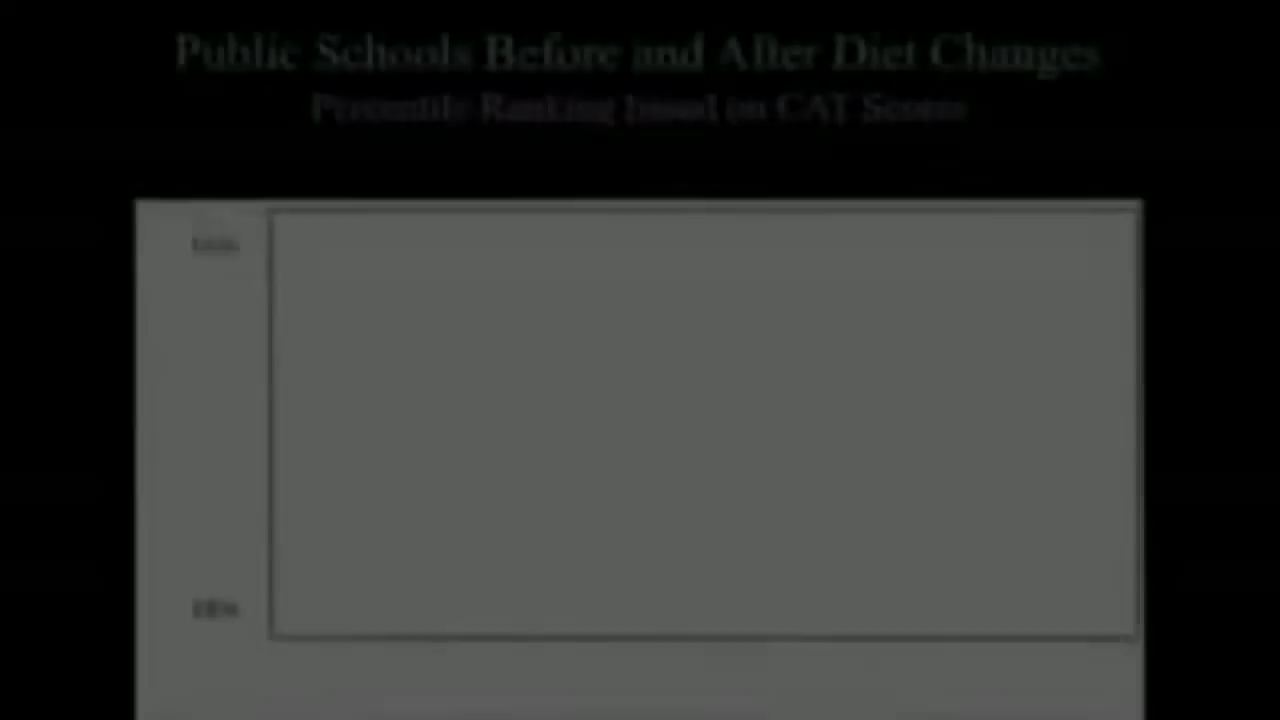 Public Schools Before and After Diet Changes
Percentile Ranking based on CAT Scores